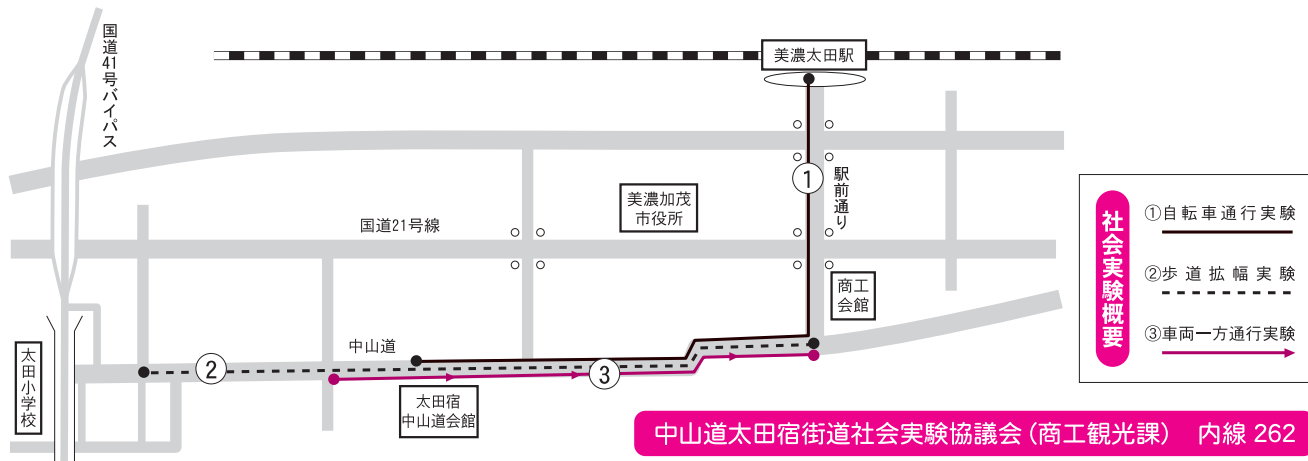 国道41号バイパス
美濃太田駅
①
駅前通り
美濃加茂
市役所
国道21号線
商工
会館
中山道
②
③
太田小学校
太田宿
中山道会館
社会実験概要
①自転車通行実験
②歩道拡幅実験
③車両一方通行実験
中山道太田宿街道社会実験協議会(商工観光課) 内線 262